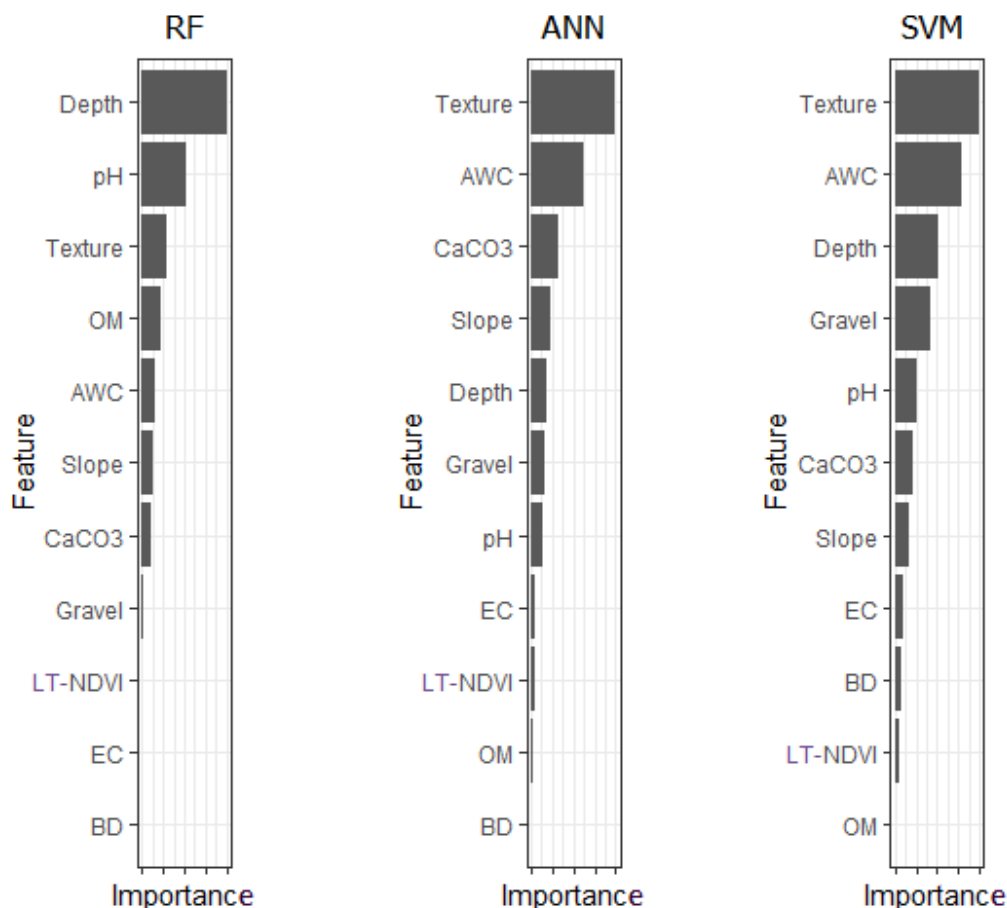 RF
Depth
pH
Texture
OM
AWC
Slope
CaCO3
Gravel
LT-NDVI
EC
BD
Feature
Importance
ANN
Texture
AWC
CaCO3
Slope
Depth
Gravel
pH
EC
LT-NDVI
OM
BD
Feature
Importance
SVM
Texture
AWC
Depth
Gravel
pH
CaCO3
Slope
EC
BD
LT-NDVI
OM
Feature
Importance